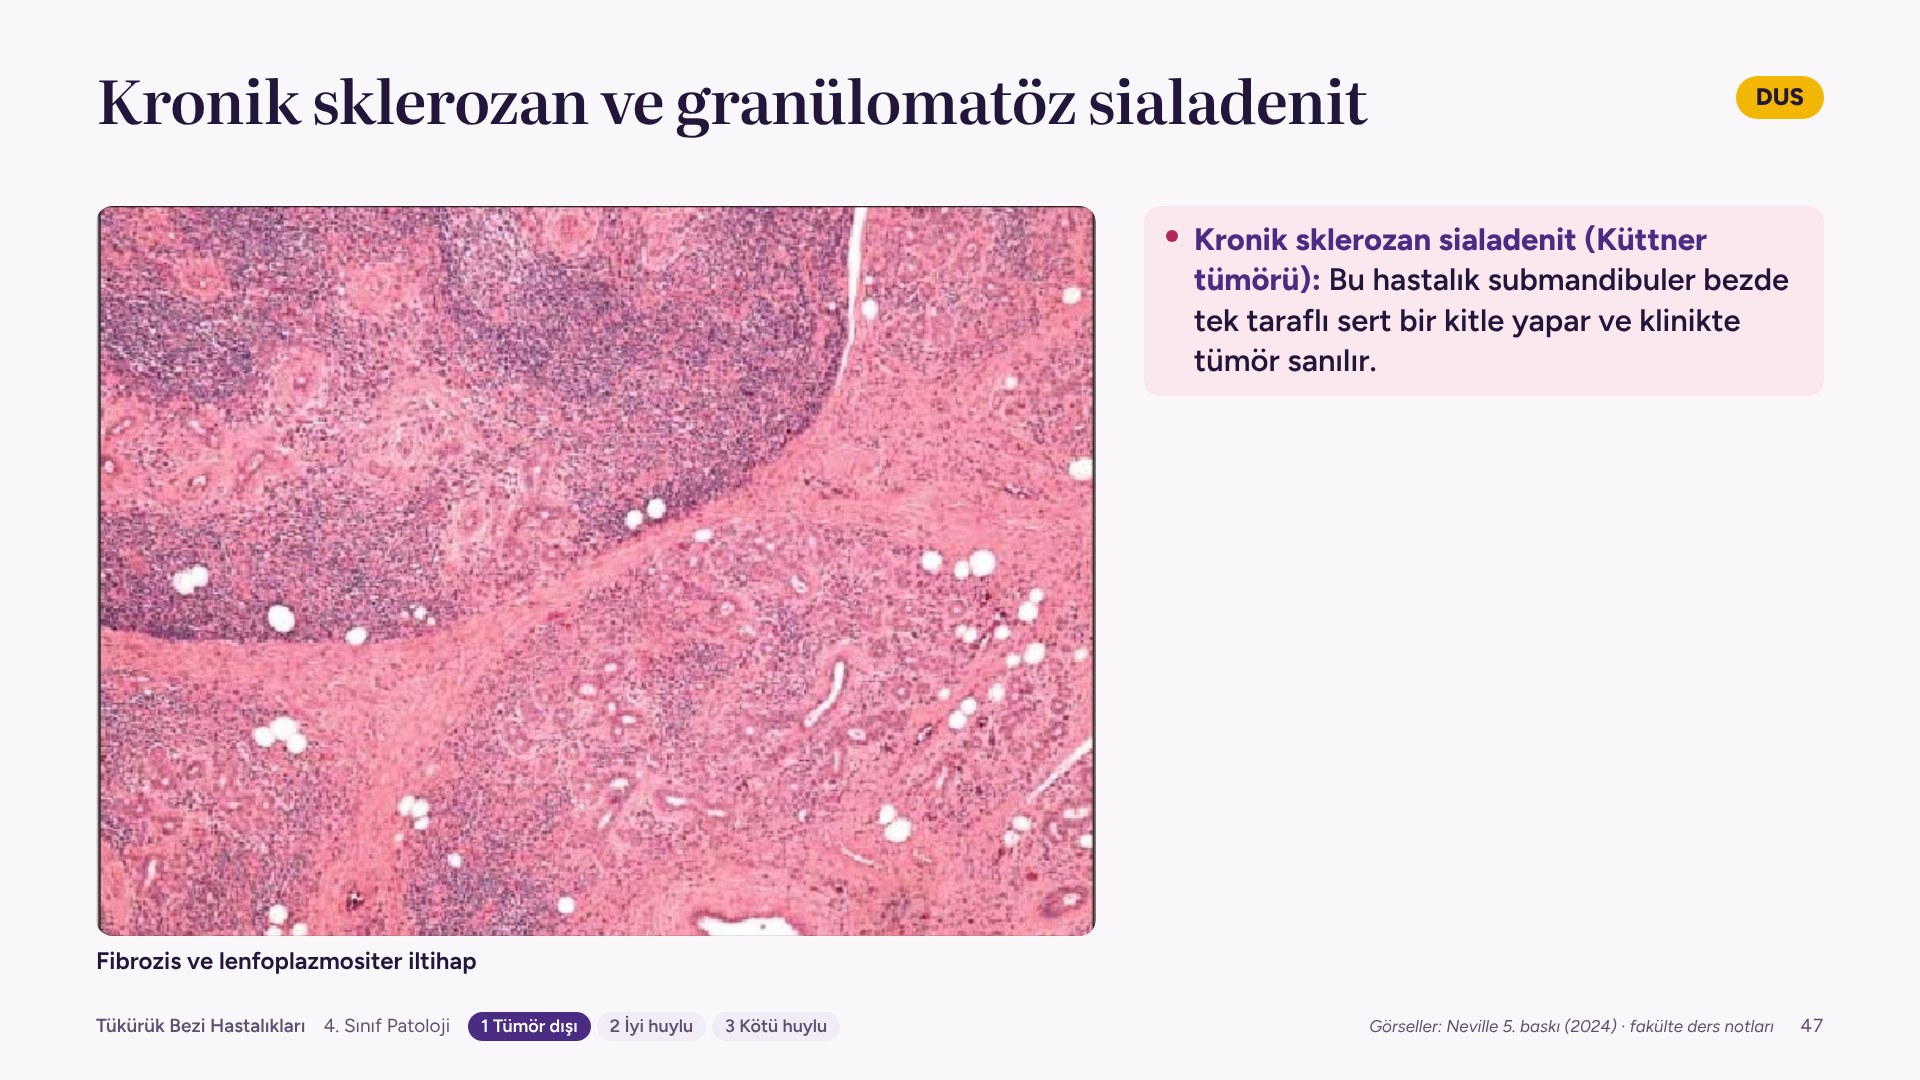 Kronik sklerozan ve granülomatöz sialadenit
DUS
Kronik sklerozan sialadenit (Küttner
tümörü): Bu hastalık submandibuler bezde
tek taraflı sert bir kitle yapar ve klinikte
tümör sanılır.
Fibrozis ve lenfoplazmositer iltihap
Tükürük Bezi Hastalıkları 4. Sınıf Patoloji 1 Tümör dışı 2 İyi huylu 3 Kötü huylu Görseller: Neville 5. baskı (2024) · fakülte ders notları 47